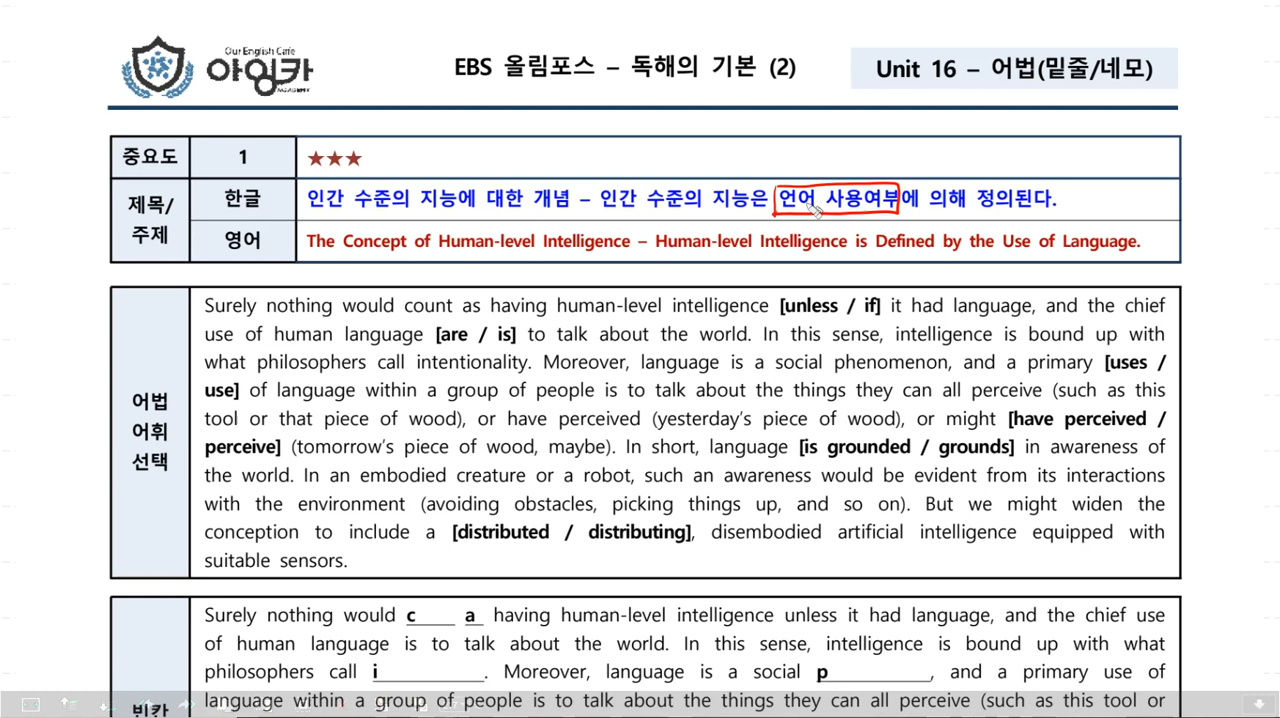 Our English Cafe
아잉카
ACADEMY
EBS 올림포스 – 독해의 기본 (2)
Unit 16 – 어법(밑줄/네모)
중요도 1 ★★★
제목/
주제
한글 인간 수준의 지능에 대한 개념 – 인간 수준의 지능은 언어 사용여부에 의해 정의된다.
영어 The Concept of Human-level Intelligence – Human-level Intelligence is Defined by the Use of Language.
어법
어휘
선택
Surely nothing would count as having human-level intelligence [unless / if] it had language, and the chief
use of human language [are / is] to talk about the world. In this sense, intelligence is bound up with
what philosophers call intentionality. Moreover, language is a social phenomenon, and a primary [uses /
use] of language within a group of people is to talk about the things they can all perceive (such as this
tool or that piece of wood), or have perceived (yesterday's piece of wood), or might [have perceived /
perceive] (tomorrow's piece of wood, maybe). In short, language [is grounded / grounds] in awareness of
the world. In an embodied creature or a robot, such an awareness would be evident from its interactions
with the environment (avoiding obstacles, picking things up, and so on). But we might widen the
conception to include a [distributed / distributing], disembodied artificial intelligence equipped with
suitable sensors.
빈칸
Surely nothing would c____ a__ having human-level intelligence unless it had language, and the chief use
of human language is to talk about the world. In this sense, intelligence is bound up with what
philosophers call i___________. Moreover, language is a social p___________, and a primary use of
language within a group of people is to talk about the things they can all perceive (such as this tool or